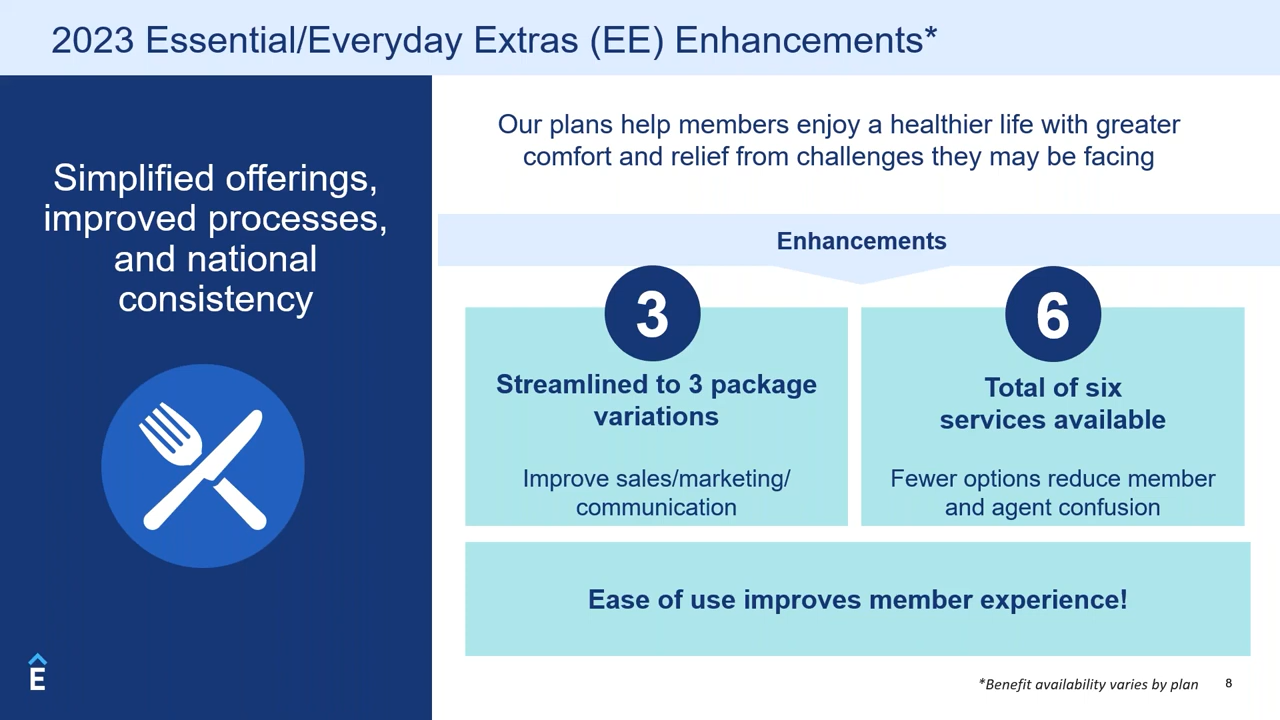 2023 Essential/Everyday Extras (EE) Enhancements*
Simplified offerings,
improved processes,
and national
consistency
Our plans help members enjoy a healthier life with greater
comfort and relief from challenges they may be facing
Enhancements
3
Streamlined to 3 package
variations
Improve sales/marketing/
communication
6
Total of six
services available
Fewer options reduce member
and agent confusion
Ease of use improves member experience!
E
*Benefit availability varies by plan
8